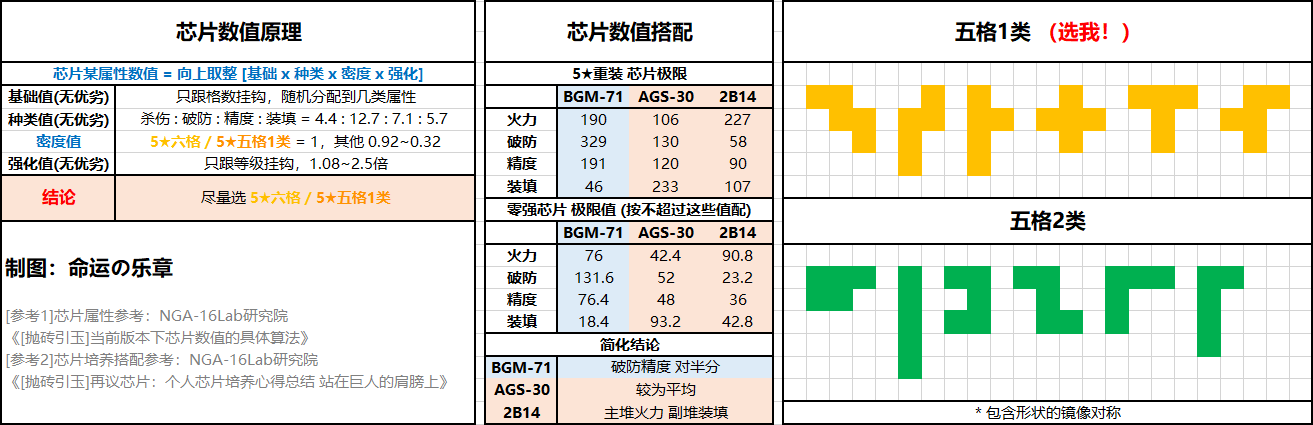 芯片数值原理
芯片某属性数值 = 向上取整 [基础 x 种类 x 密度 x 强化]
基础值(无优劣) 只跟格数挂钩，随机分配到几类属性
种类值(无优劣) 杀伤 : 破防 : 精度 : 装填 = 4.4 : 12.7 : 7.1 : 5.7
密度值 5★六格 / 5★五格1类 = 1，其他 0.92~0.32
强化值(无优劣) 只跟等级挂钩，1.08~2.5倍
结论 尽量选 5★六格 / 5★五格1类
制图：命运の乐章
[参考1]芯片属性参考：NGA-16Lab研究院
《[抛砖引玉]当前版本下芯片数值的具体算法》
[参考2]芯片培养搭配参考：NGA-16Lab研究院
《[抛砖引玉]再议芯片：个人芯片培养心得总结 站在巨人的肩膀上》
芯片数值搭配
5★重装 芯片极限
BGM-71 AGS-30 2B14
火力 190 106 227
破防 329 130 58
精度 191 120 90
装填 46 233 107
零强芯片 极限值 (按不超过这些值配)
BGM-71 AGS-30 2B14
火力 76 42.4 90.8
破防 131.6 52 23.2
精度 76.4 48 36
装填 18.4 93.2 42.8
简化结论
BGM-71 破防精度 对半分
AGS-30 较为平均
2B14 主堆火力 副堆装填
五格1类 （选我！）
五格2类
* 包含形状的镜像对称